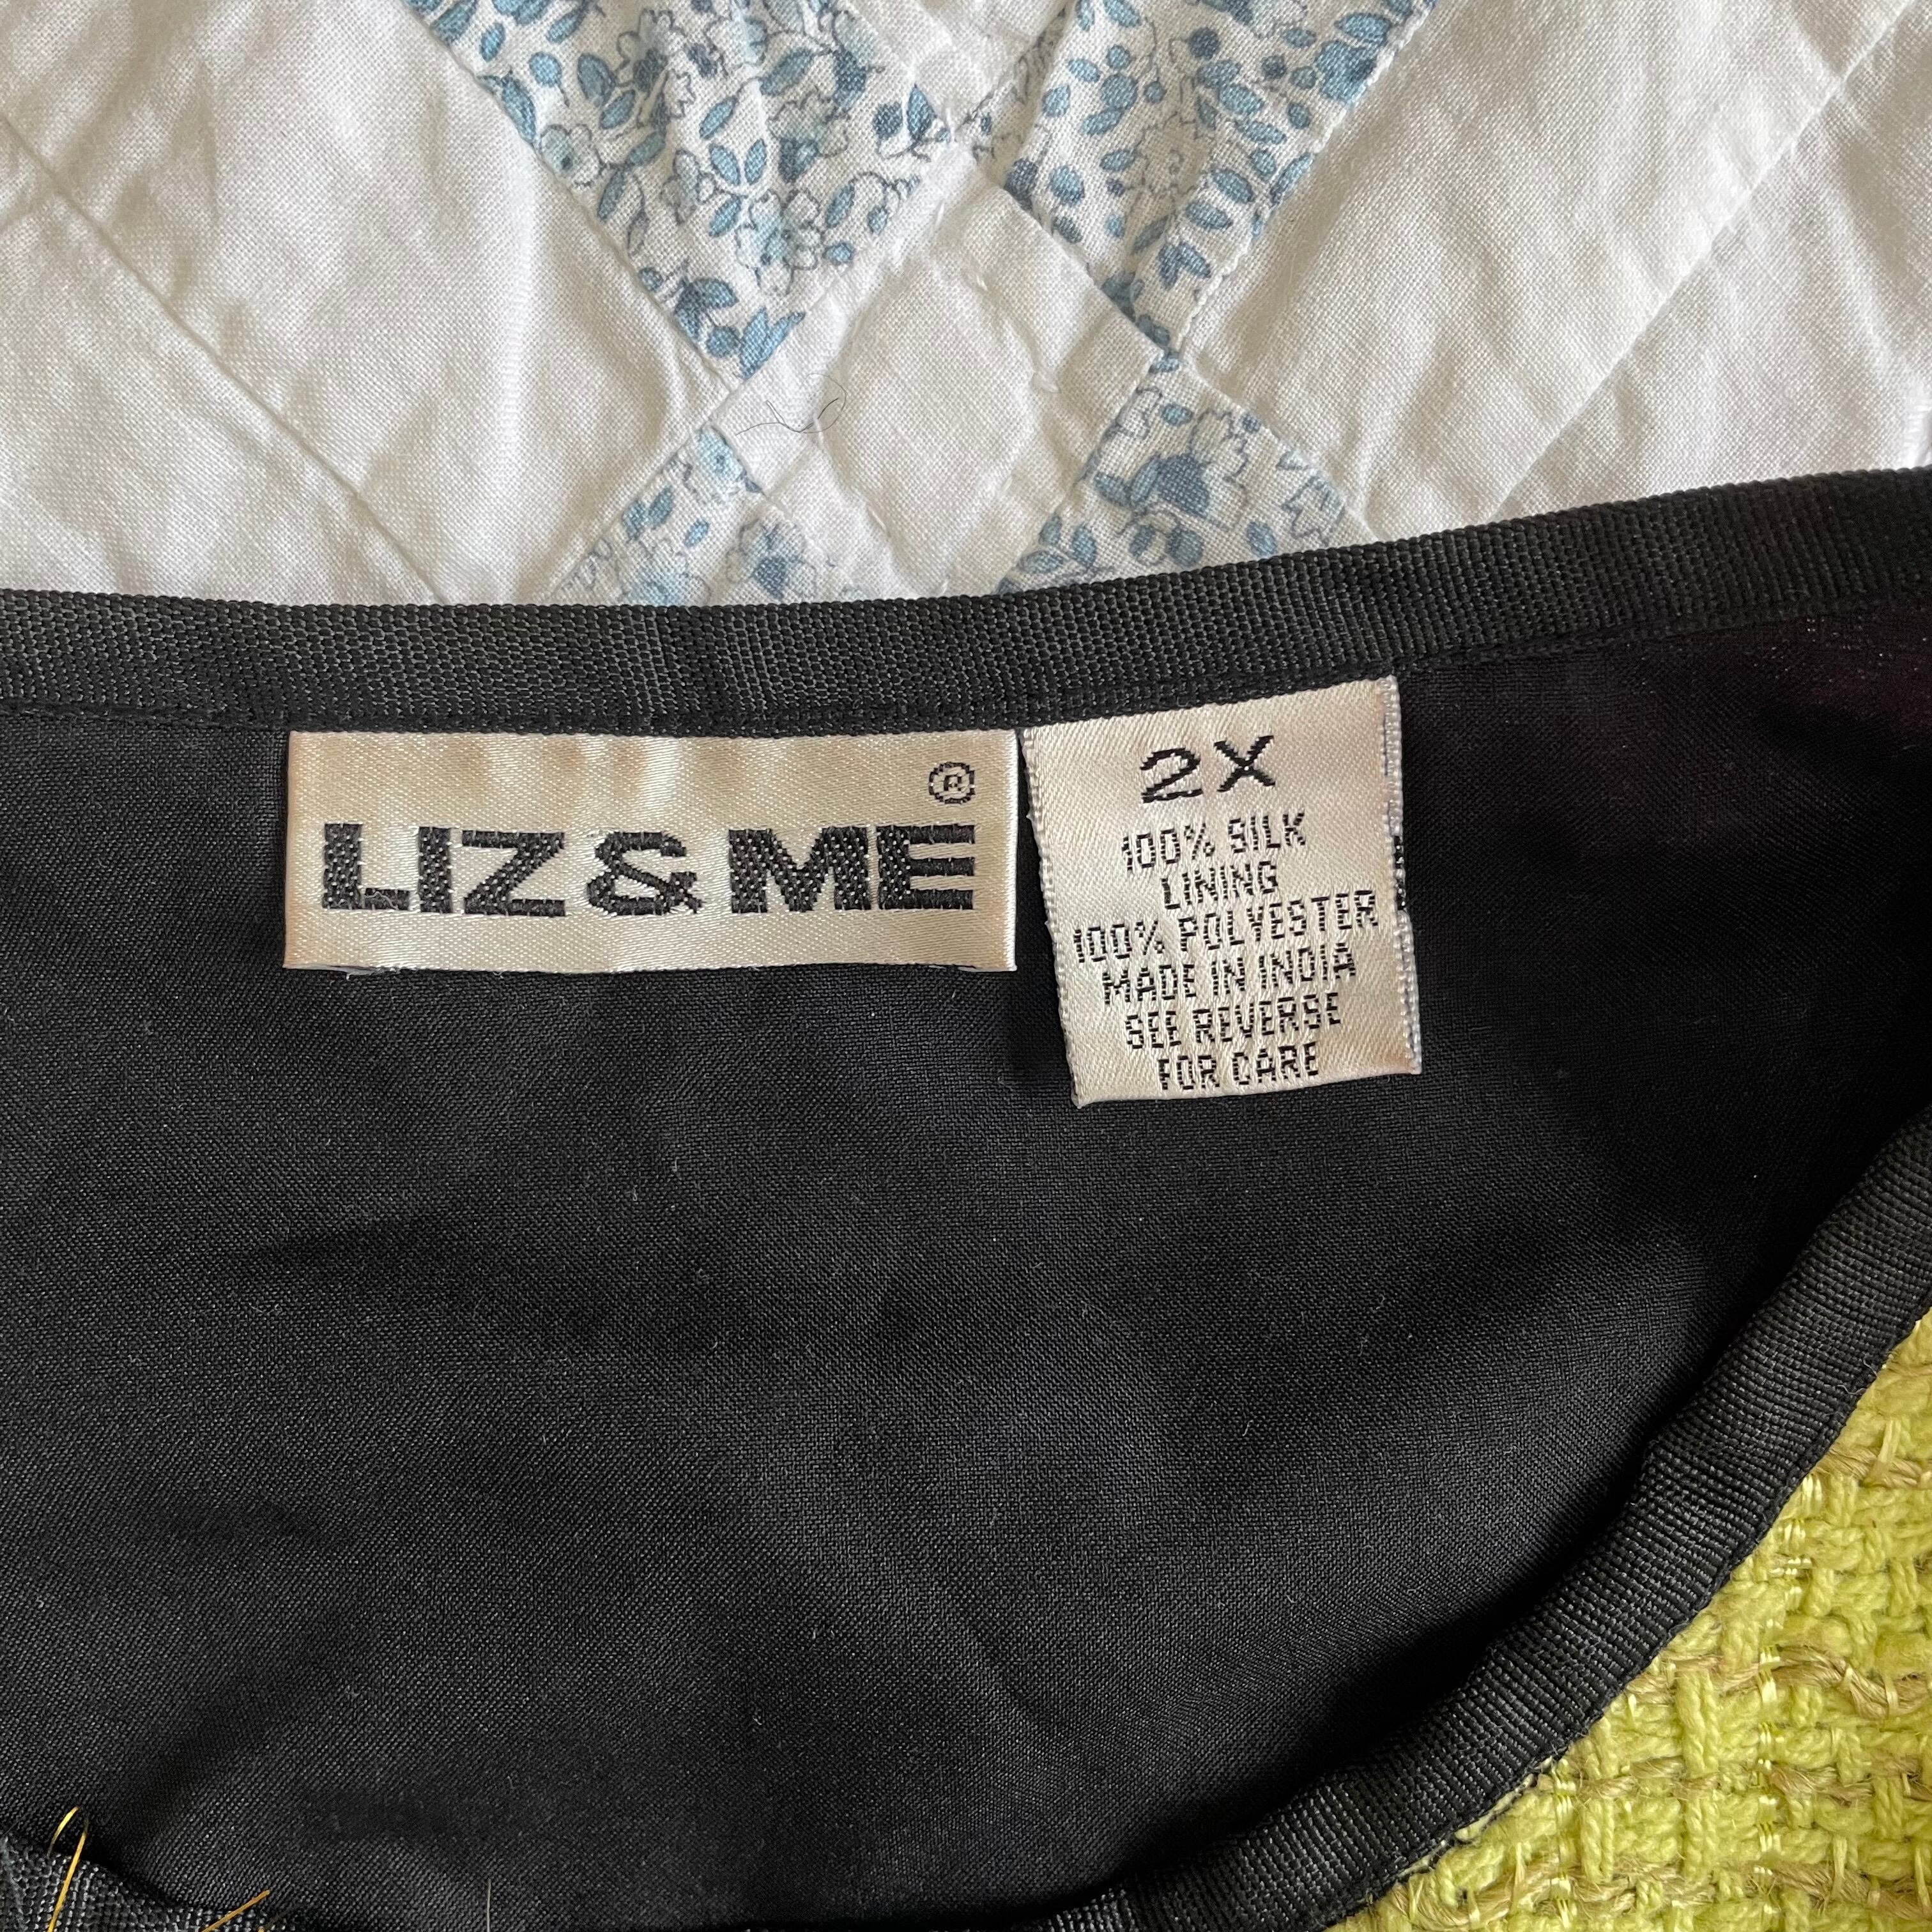 LIZ & ME ®
2X
100% SILK
LINING
100% POLYESTER
MADE IN INDIA
SEE REVERSE
FOR CARE